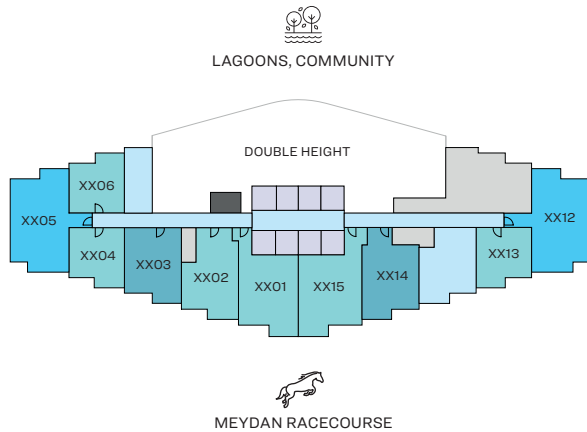 LAGOONS, COMMUNITY
DOUBLE HEIGHT
XX06
XX05
XX12
XX04
XX03
XX02
XX01
XX15
XX14
XX13
MEYDAN RACECOURSE